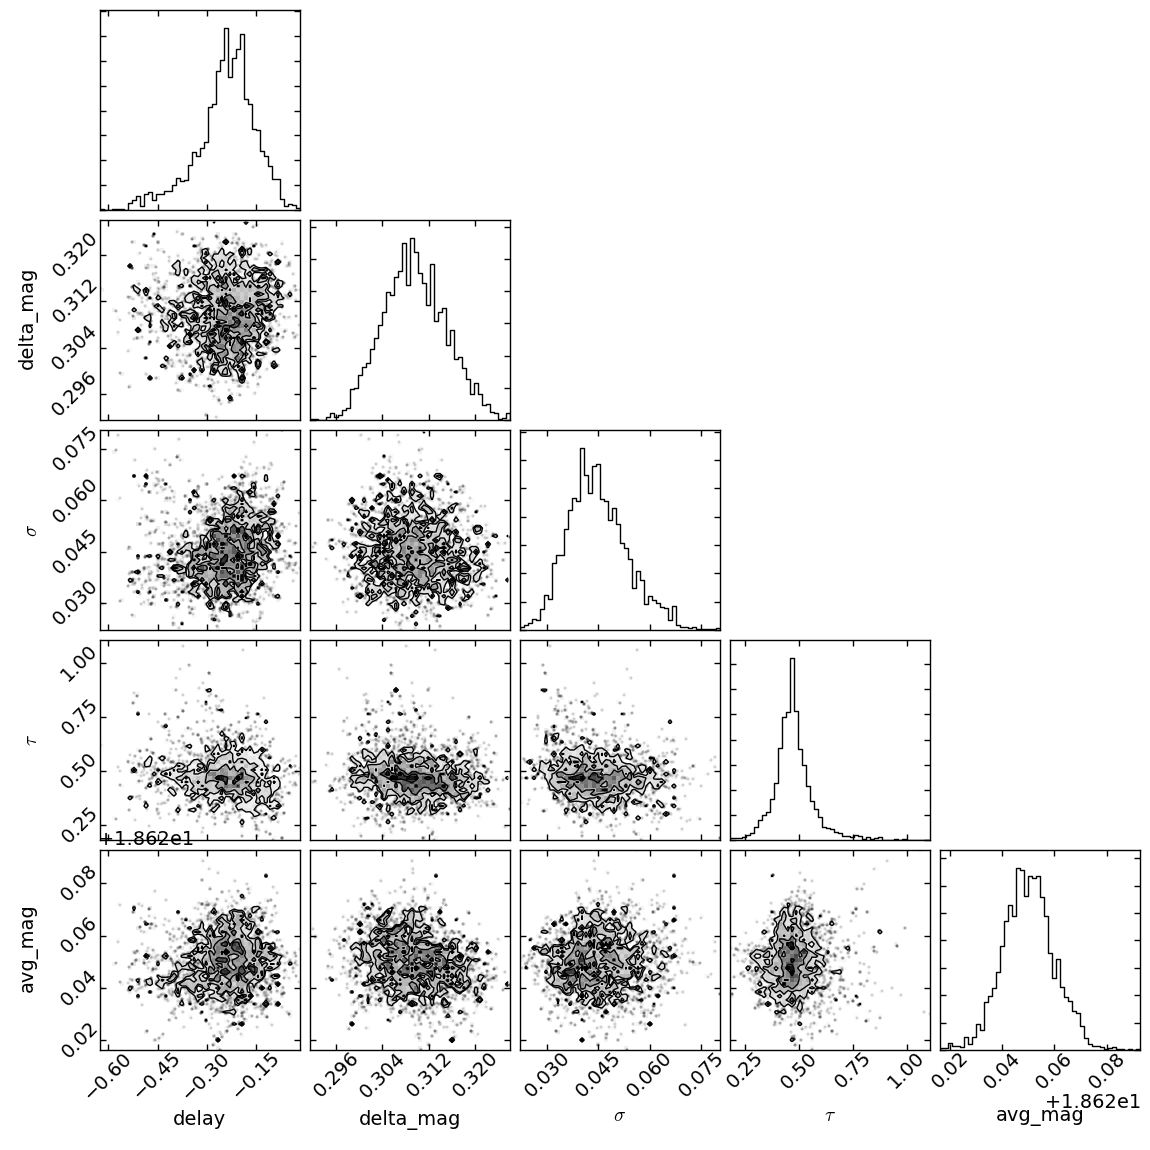 delta_mag
0.320
0.312
0.304
0.296
σ
0.075
0.060
0.045
0.030
τ
1.00
0.75
0.50
0.25
+1.862e1
avg_mag
0.08
0.06
0.04
0.02
−0.60 −0.45 −0.30 −0.15
delay
0.296 0.304 0.312 0.320
delta_mag
0.030 0.045 0.060 0.075
σ
0.25 0.50 0.75 1.00
τ
0.02 0.04 0.06 0.08
+1.862e1
avg_mag